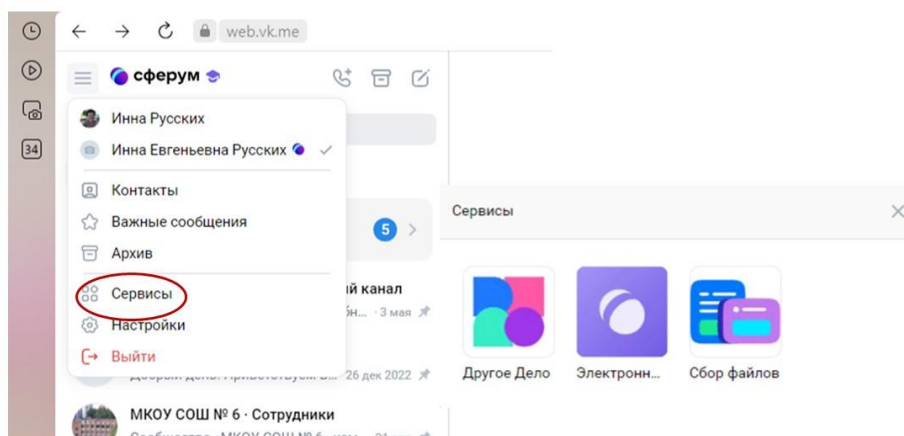 web.vk.me
34
сферум
Инна Русских
Инна Евгеньевна Русских
Контакты
Важные сообщения
5
Архив
Сервисы
й канал
Настройки
3 мая
Выйти
26 дек 2022
МКОУ СОШ № 6 · Сотрудники
Сервисы
Другое Дело
Электронн...
Сбор файлов